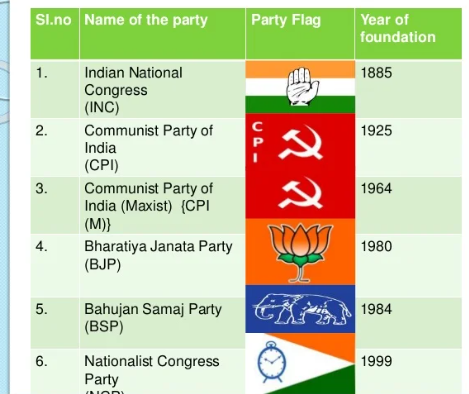 Sl.no Name of the party Party Flag Year of
foundation
1. Indian National 1885
Congress
(INC)
2. Communist Party of CPI 1925
India
(CPI)
3. Communist Party of 1964
India (Maxist) {CPI
(M)}
4. Bharatiya Janata Party 1980
(BJP)
5. Bahujan Samaj Party 1984
(BSP)
6. Nationalist Congress 1999
Party
(NCP)